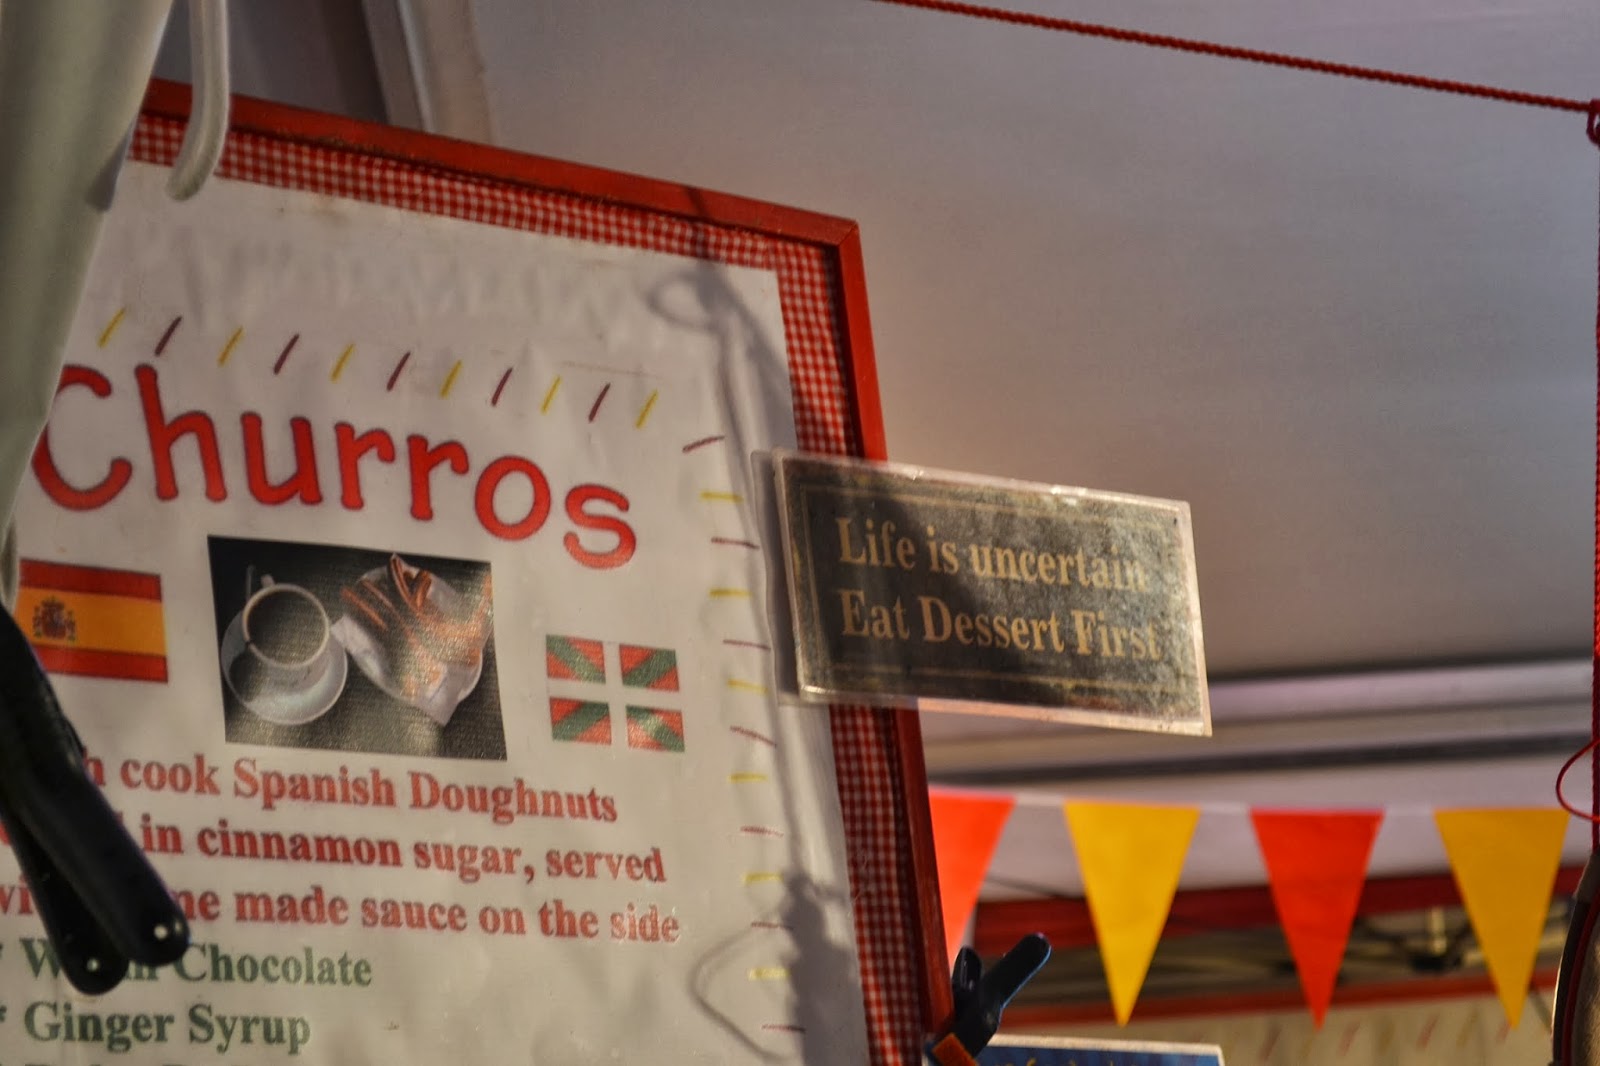 Churros
Life is uncertain
Eat Dessert First
cook Spanish Doughnuts
in cinnamon sugar, served
made sauce on the side
* Chocolate
* Ginger Syrup